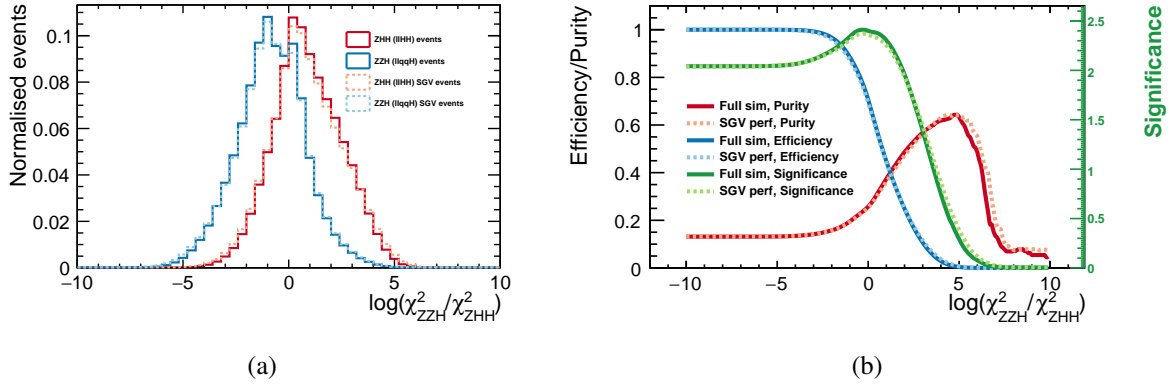 Normalised events
0.1
0.08
0.06
0.04
0.02
0
−10
−5
0
5
10
log(χ²ZZH/χ²ZHH)
ZHH (llHH) events
ZZH (llqqH) events
ZHH (llHH) SGV events
ZZH (llqqH) SGV events
(a)
Efficiency/Purity
1
0.8
0.6
0.4
0.2
0
−10
−5
0
5
10
log(χ²ZZH/χ²ZHH)
Full sim, Purity
SGV perf, Purity
Full sim, Efficiency
SGV perf, Efficiency
Full sim, Significance
SGV perf, Significance
2.5
2
1.5
1
0.5
0
Significance
(b)